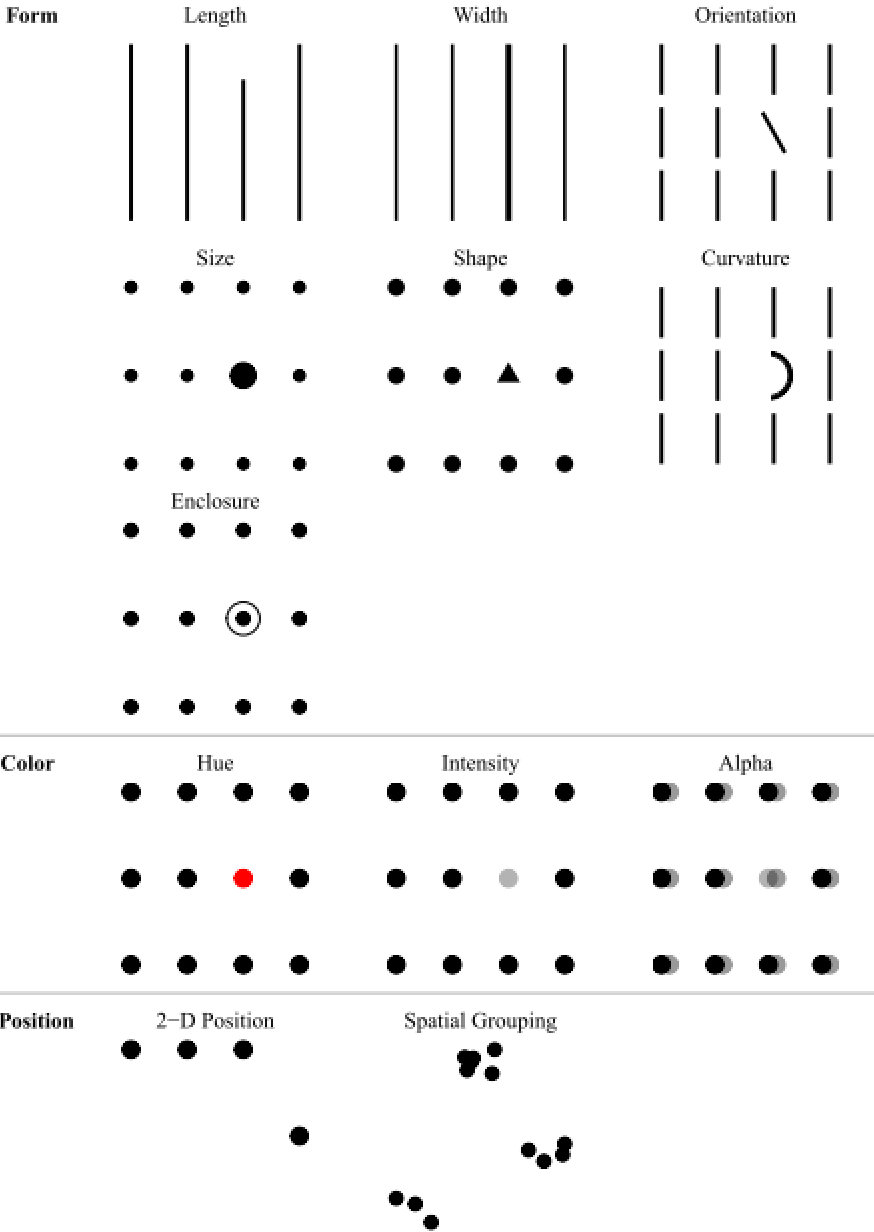 Form Length Width Orientation
Size Shape Curvature
Enclosure
Color Hue Intensity Alpha
Position 2−D Position Spatial Grouping